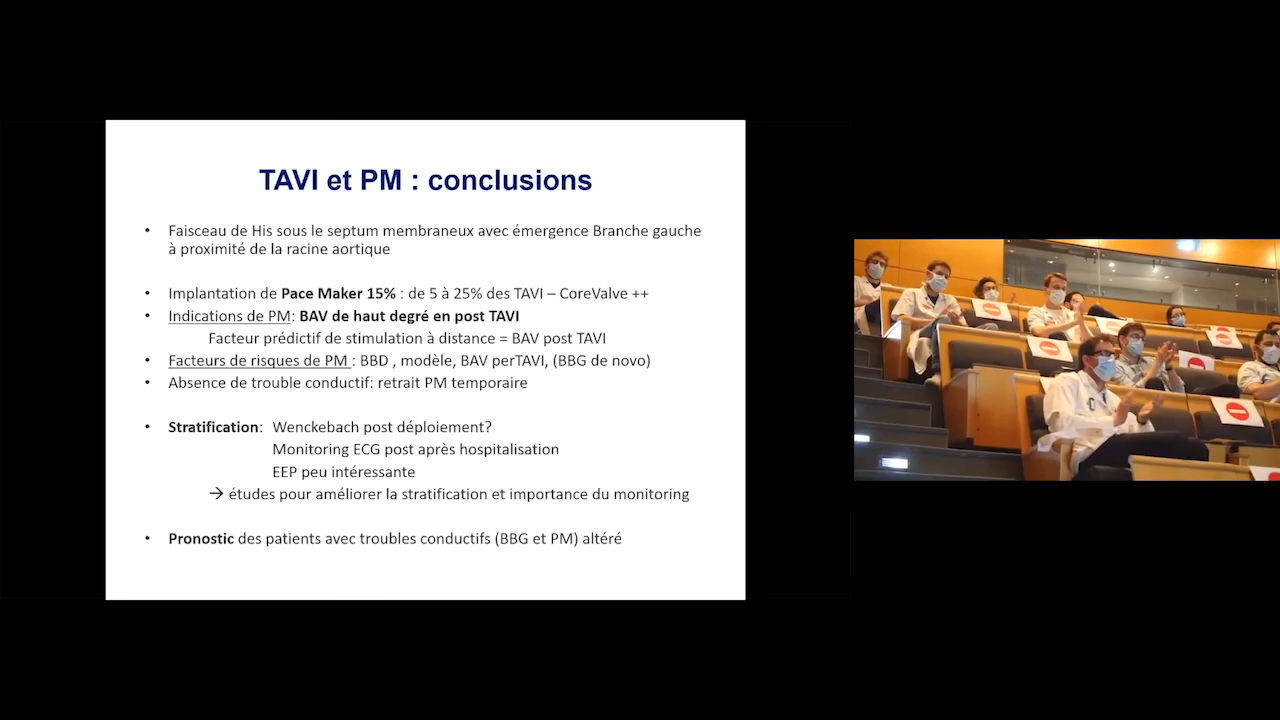 TAVI et PM : conclusions
• Faisceau de His sous le septum membraneux avec émergence Branche gauche
à proximité de la racine aortique
• Implantation de Pace Maker 15% : de 5 à 25% des TAVI – CoreValve ++
• Indications de PM: BAV de haut degré en post TAVI
Facteur prédictif de stimulation à distance = BAV post TAVI
• Facteurs de risques de PM : BBD , modèle, BAV perTAVI, (BBG de novo)
• Absence de trouble conductif: retrait PM temporaire
• Stratification: Wenckebach post déploiement?
Monitoring ECG post après hospitalisation
EEP peu intéressante
→ études pour améliorer la stratification et importance du monitoring
• Pronostic des patients avec troubles conductifs (BBG et PM) altéré